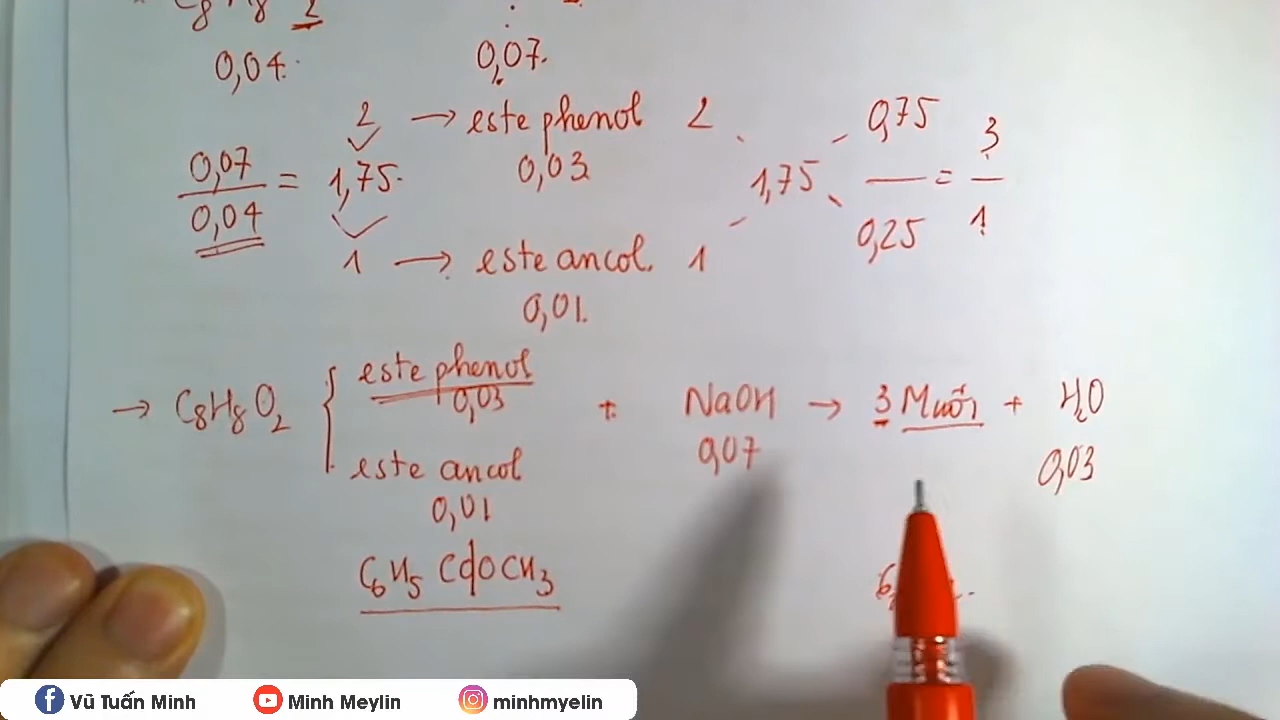 C8H8 2
0,04. 0,07.
2 → este phenol 2 0,75 3
0,07 / 0,04 = 1,75. 0,03 1,75 — = —
1 → este ancol. 1 0,25 1
0,01.
→ C8H8O2 { este phenol + NaOH → 3 Muối + H2O
0,03 0,07 0,03
este ancol
0,01
C6H5COOCH3
Vũ Tuấn Minh Minh Meylin minhmyelin